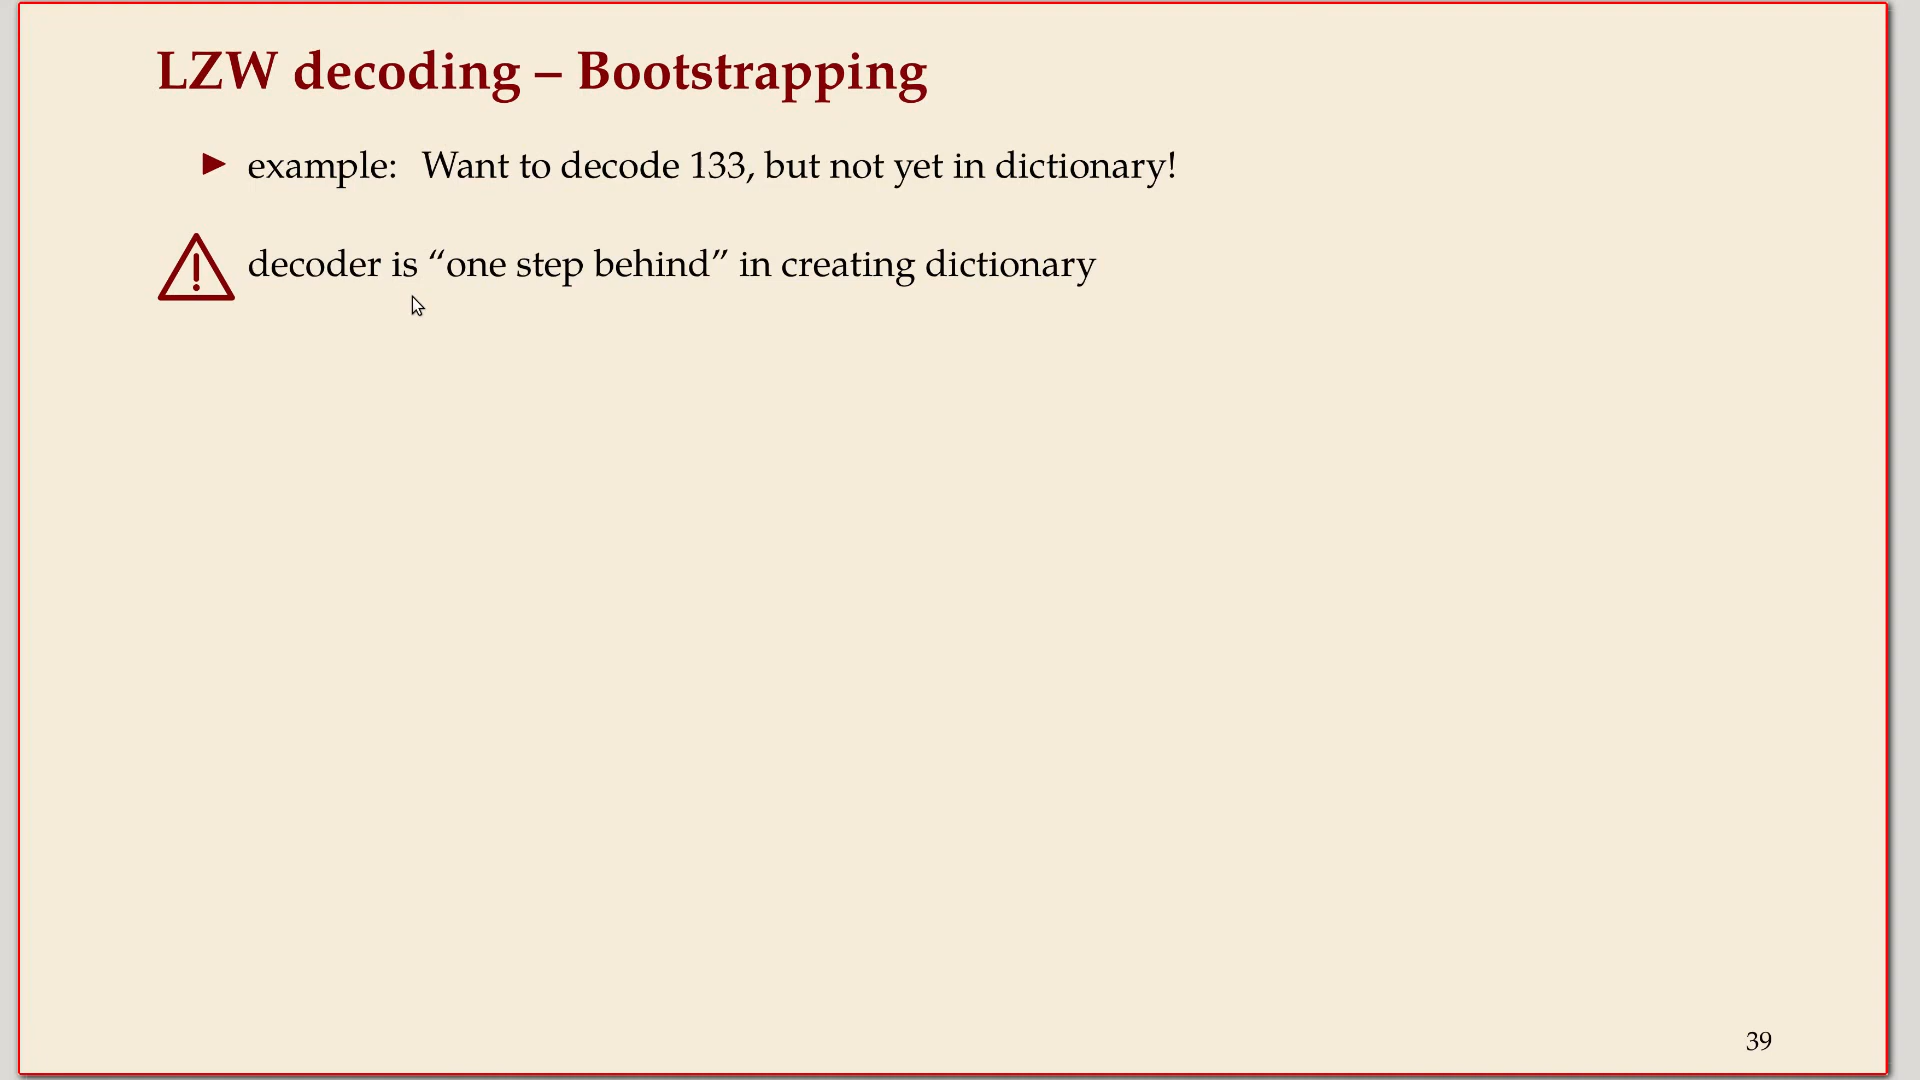 LZW decoding – Bootstrapping
example: Want to decode 133, but not yet in dictionary!
decoder is “one step behind” in creating dictionary
39